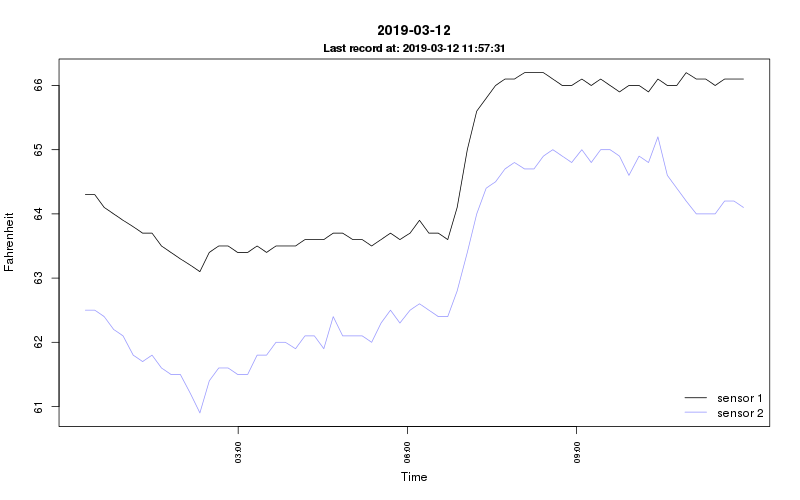 2019-03-12
Last record at: 2019-03-12 11:57:31
Fahrenheit
66
65
64
63
62
61
sensor 1
sensor 2
03:00
06:00
09:00
Time